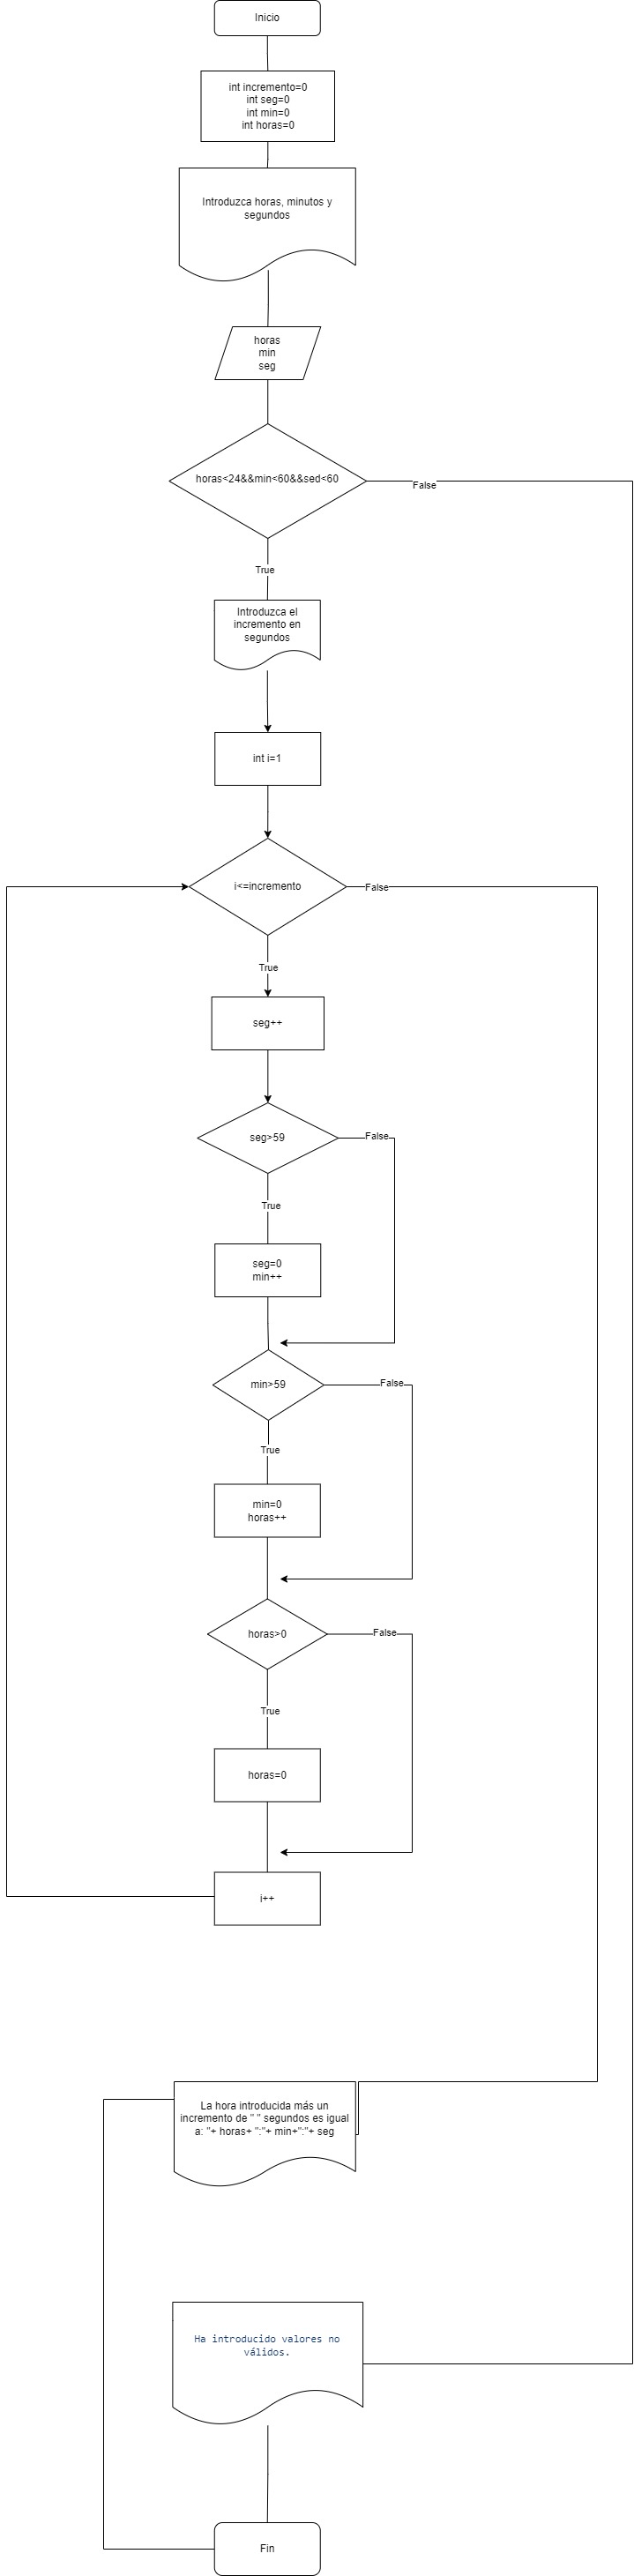 Inicio
int incremento=0
int seg=0
int min=0
int horas=0
Introduzca horas, minutos y
segundos
horas
min
seg
horas<24&&min<60&&sed<60
False
True
Introduzca el
incremento en
segundos
int i=1
i<=incremento
False
True
seg++
seg>59
False
True
seg=0
min++
min>59
False
True
min=0
horas++
horas>0
False
True
horas=0
i++
La hora introducida más un
incremento de " " segundos es igual
a: "+ horas+ ":"+ min+":"+ seg
Ha introducido valores no
válidos.
Fin